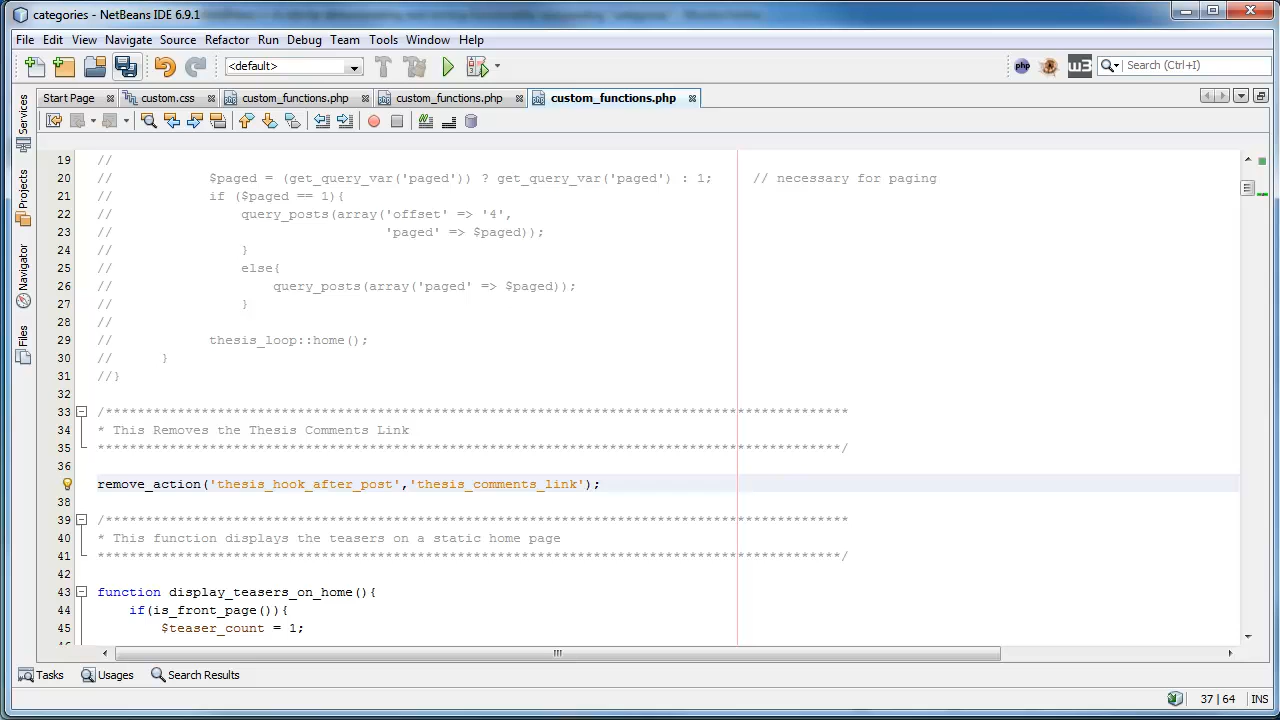 categories - NetBeans IDE 6.9.1
File Edit View Navigate Source Refactor Run Debug Team Tools Window Help
<default> php W3 Search (Ctrl+I)
Start Page custom.css custom_functions.php custom_functions.php custom_functions.php
Services
Projects
Navigator
Files
19 //
20 // $paged = (get_query_var('paged')) ? get_query_var('paged') : 1; // necessary for paging
21 // if ($paged == 1){
22 // query_posts(array('offset' => '4',
23 // 'paged' => $paged));
24 // }
25 // else{
26 // query_posts(array('paged' => $paged));
27 // }
28 //
29 // thesis_loop::home();
30 // }
31 //}
32
33 /********************************************************************************************
34 * This Removes the Thesis Comments Link
35 ********************************************************************************************/
36
37 remove_action('thesis_hook_after_post','thesis_comments_link');
38
39 /********************************************************************************************
40 * This function displays the teasers on a static home page
41 ********************************************************************************************/
42
43 function display_teasers_on_home(){
44 if(is_front_page()){
45 $teaser_count = 1;
Tasks Usages Search Results
37 | 64 INS